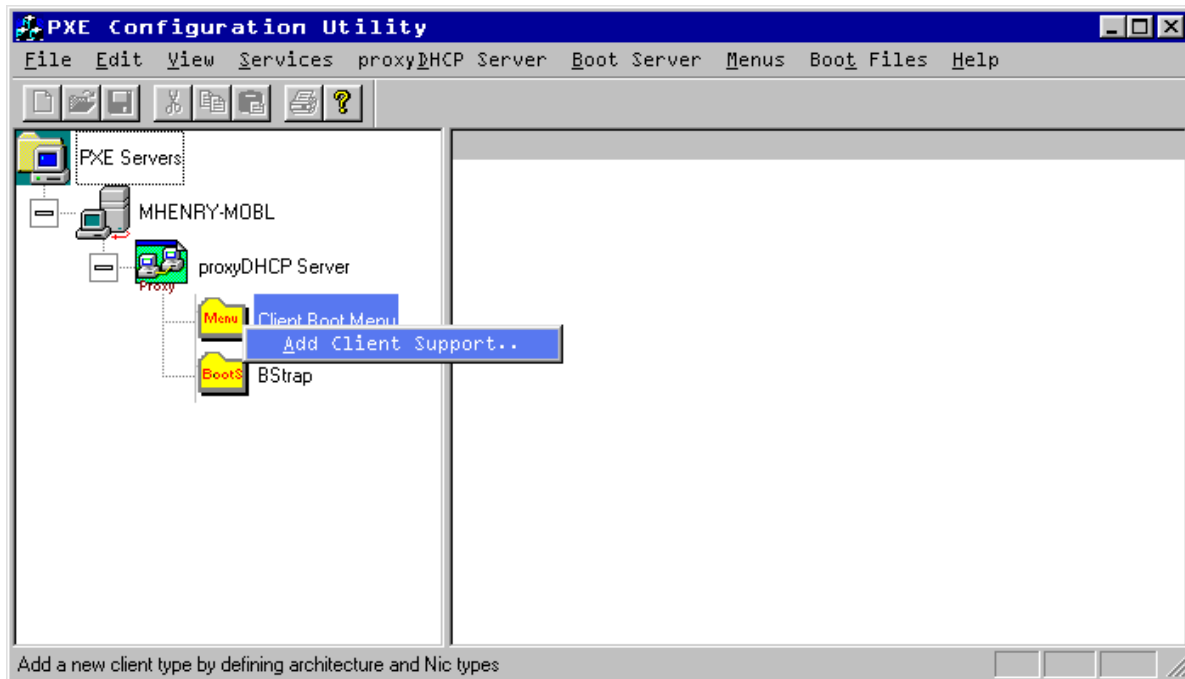 PXE Configuration Utility
File Edit View Services proxyDHCP Server Boot Server Menus Boot Files Help
PXE Servers
MHENRY-MOBL
proxyDHCP Server
Proxy
Menu Client Boot Menu
Add Client Support..
BootS BStrap
Add a new client type by defining architecture and Nic types